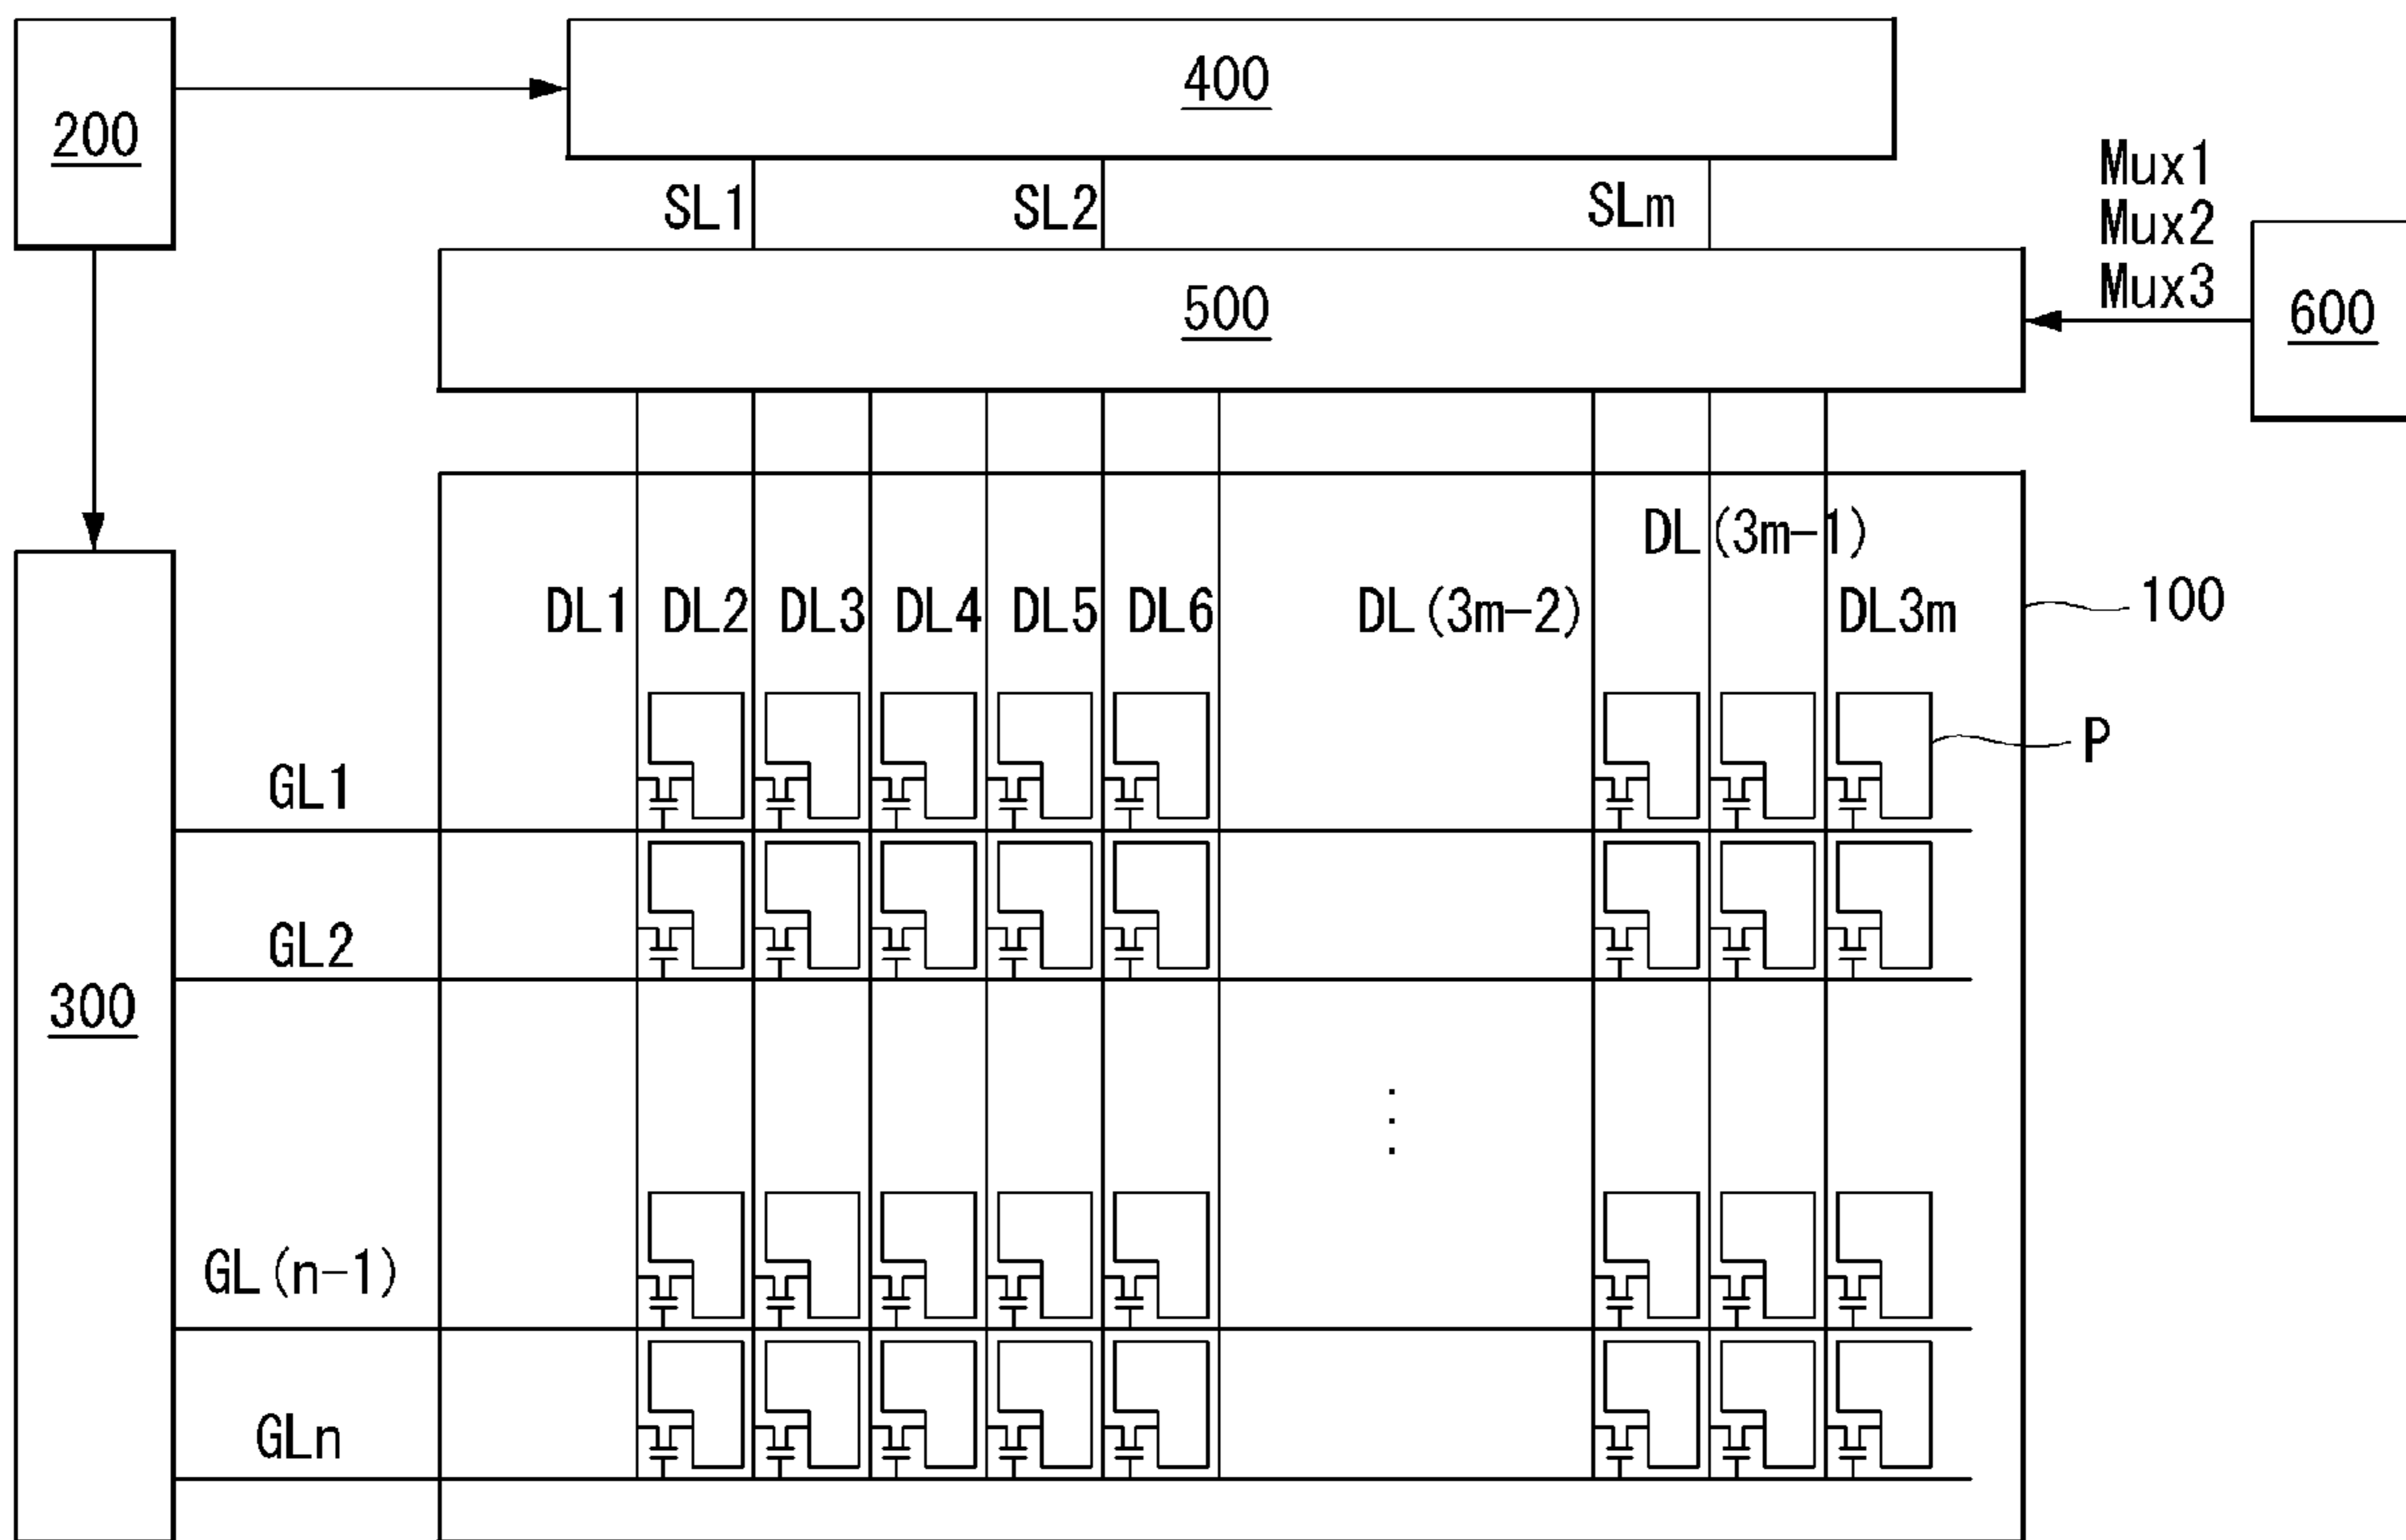 400
200
Mux1
SL1 SL2 SLm
Mux2
Mux3
500
600
DL(3m-1)
DL1 DL2 DL3 DL4 DL5 DL6 DL(3m-2) DL3m
100
P
GL1
GL2
300
GL(n-1)
GLn